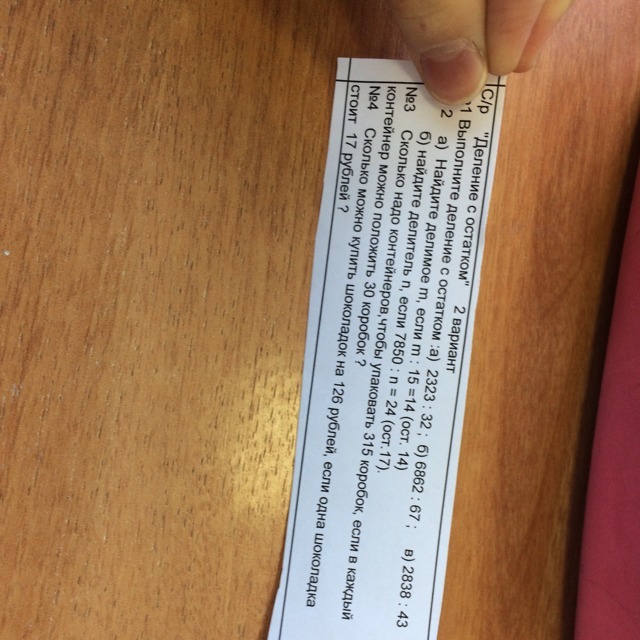 С/р "Деление с остатком" 2 вариант
1 Выполните деление с остатком :а) 2323 : 32 ; б) 6862 : 67 ; в) 2838 : 43
2 а) Найдите делимое m, если m : 15 =14 (ост. 14)
б) найдите делитель n, если 7850 : n = 24 (ост.17).
№3 Сколько надо контейнеров,чтобы упаковать 315 коробок, если в каждый
контейнер можно положить 30 коробок ?
№4 Сколько можно купить шоколадок на 126 рублей, если одна шоколадка
стоит 17 рублей ?